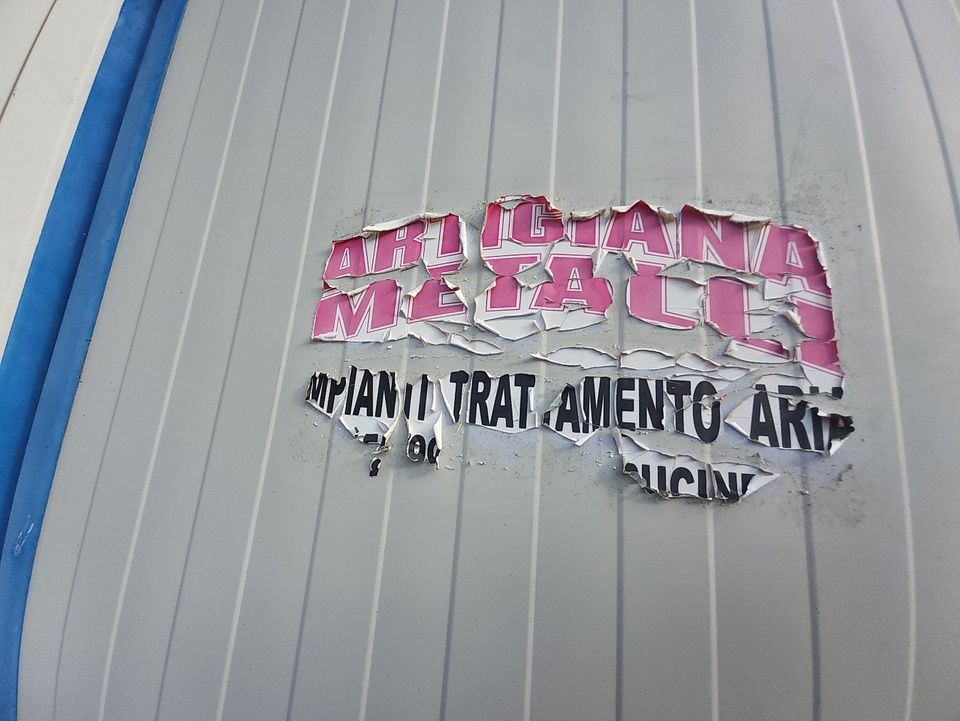 ARTIGIANA
METALLI
IMPIANTI TRATTAMENTO ARIA
CUCINE